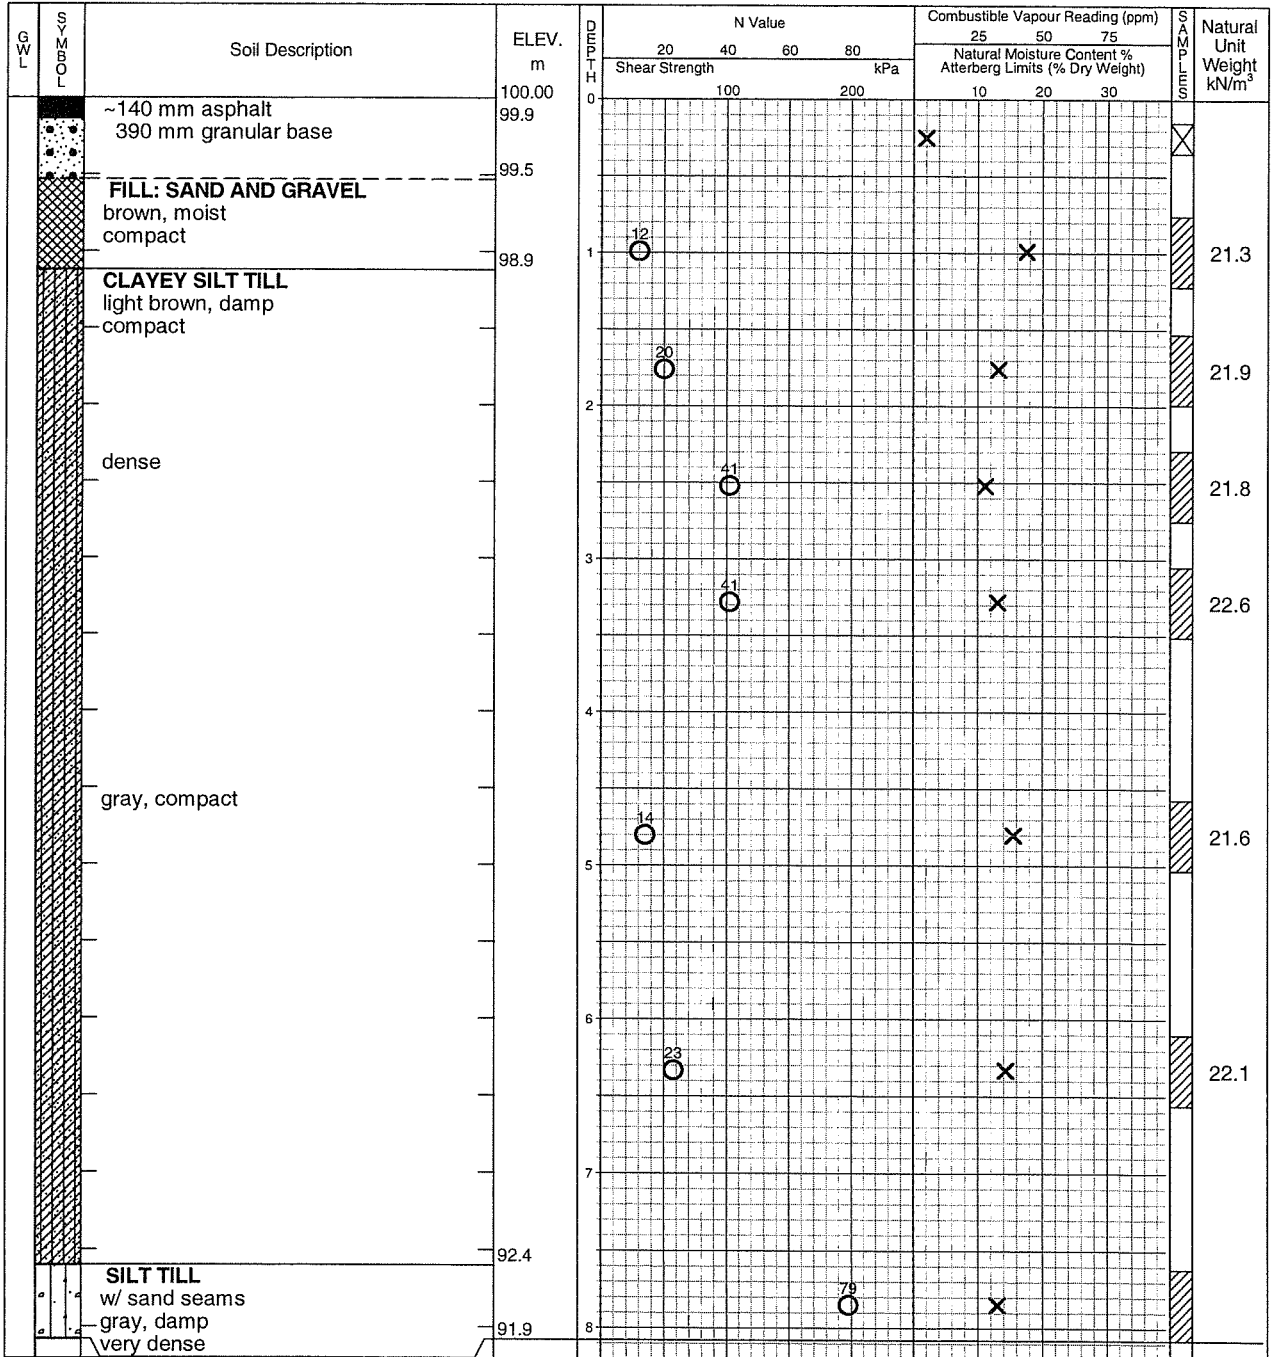 GWL
SYMBOL
Soil Description
ELEV.
m
DEPTH
N Value
20 40 60 80
Shear Strength kPa
100 200
Combustible Vapour Reading (ppm)
25 50 75
Natural Moisture Content %
Atterberg Limits (% Dry Weight)
10 20 30
SAMPLES
Natural
Unit
Weight
kN/m³
100.00
0
~140 mm asphalt
99.9
390 mm granular base
99.5
FILL: SAND AND GRAVEL
brown, moist
compact
98.9
12
1
21.3
CLAYEY SILT TILL
light brown, damp
compact
20
21.9
2
dense
41
21.8
3
41
22.6
4
gray, compact
14
21.6
5
6
23
22.1
7
92.4
SILT TILL
w/ sand seams
gray, damp
very dense
91.9
79
8